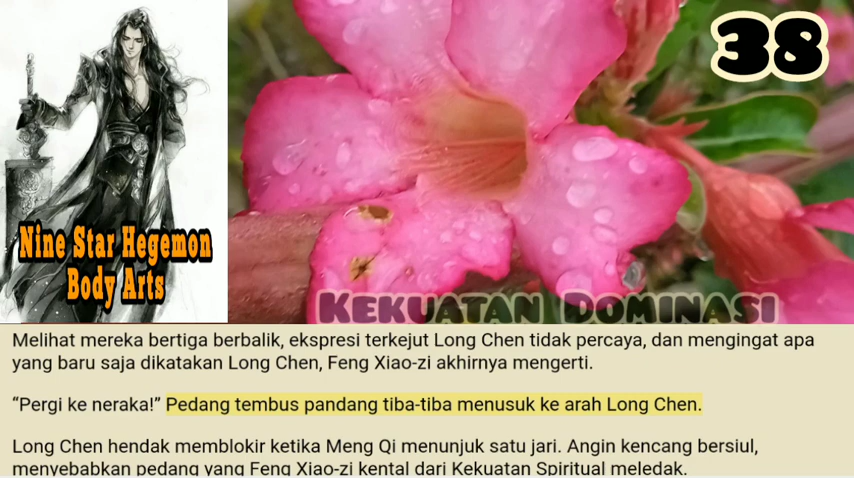 38
Nine Star Hegemon
Body Arts
Kekuatan Dominasi
Melihat mereka bertiga berbalik, ekspresi terkejut Long Chen tidak percaya, dan mengingat apa
yang baru saja dikatakan Long Chen, Feng Xiao-zi akhirnya mengerti.
“Pergi ke neraka!” Pedang tembus pandang tiba-tiba menusuk ke arah Long Chen.
Long Chen hendak memblokir ketika Meng Qi menunjuk satu jari. Angin kencang bersiul,
menyebabkan pedang yang Feng Xiao-zi kental dari Kekuatan Spiritual meledak.